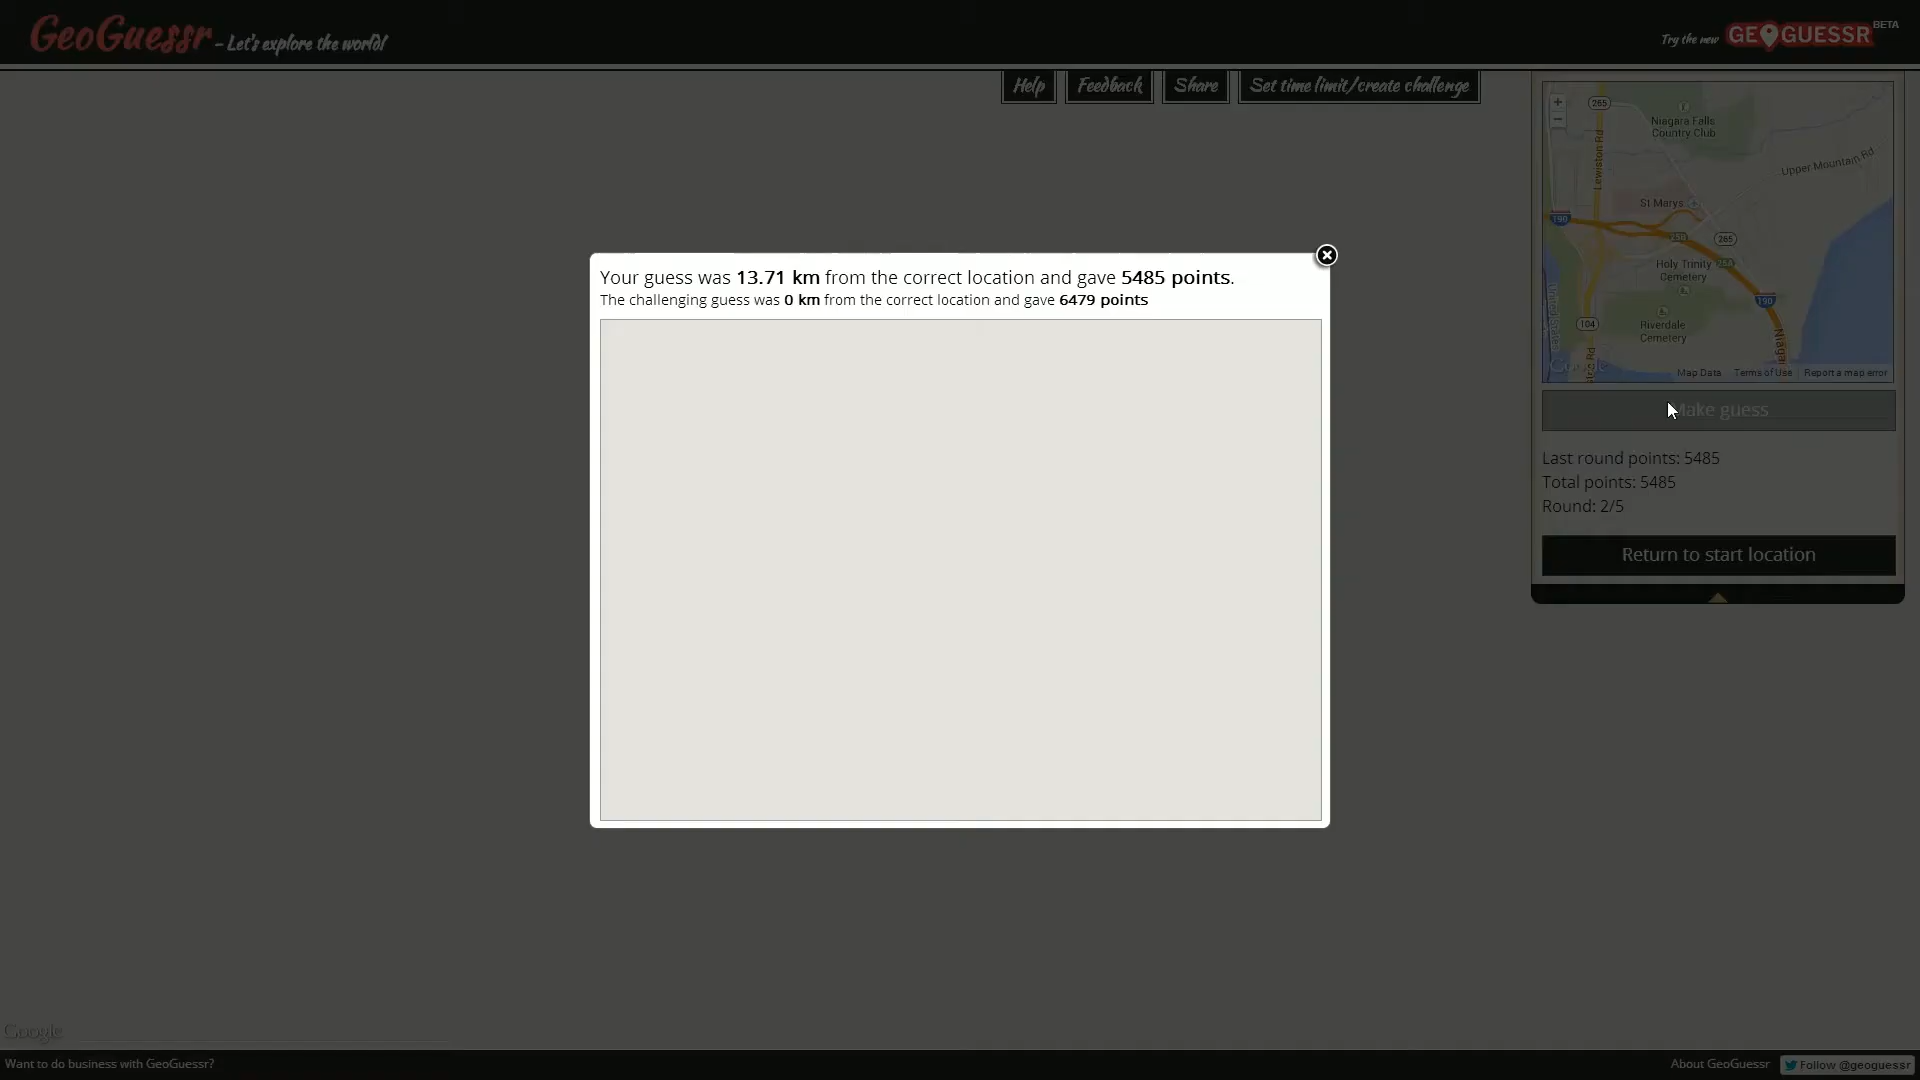 GeoGuessr - Let's explore the world!
Try the new GEOGUESSR BETA
Help Feedback Share Set time limit/create challenge
Your guess was 13.71 km from the correct location and gave 5485 points.
The challenging guess was 0 km from the correct location and gave 6479 points
265
Niagara Falls
Country Club
Lewiston Rd
Upper Mountain Rd
St Marys
190
25B
265
Holy Trinity
Cemetery
25A
190
104
Riverdale
Cemetery
Google
Map Data Terms of Use Report a map error
Make guess
Last round points: 5485
Total points: 5485
Round: 2/5
Return to start location
Google
Want to do business with GeoGuessr?
About GeoGuessr Follow @geoguessr